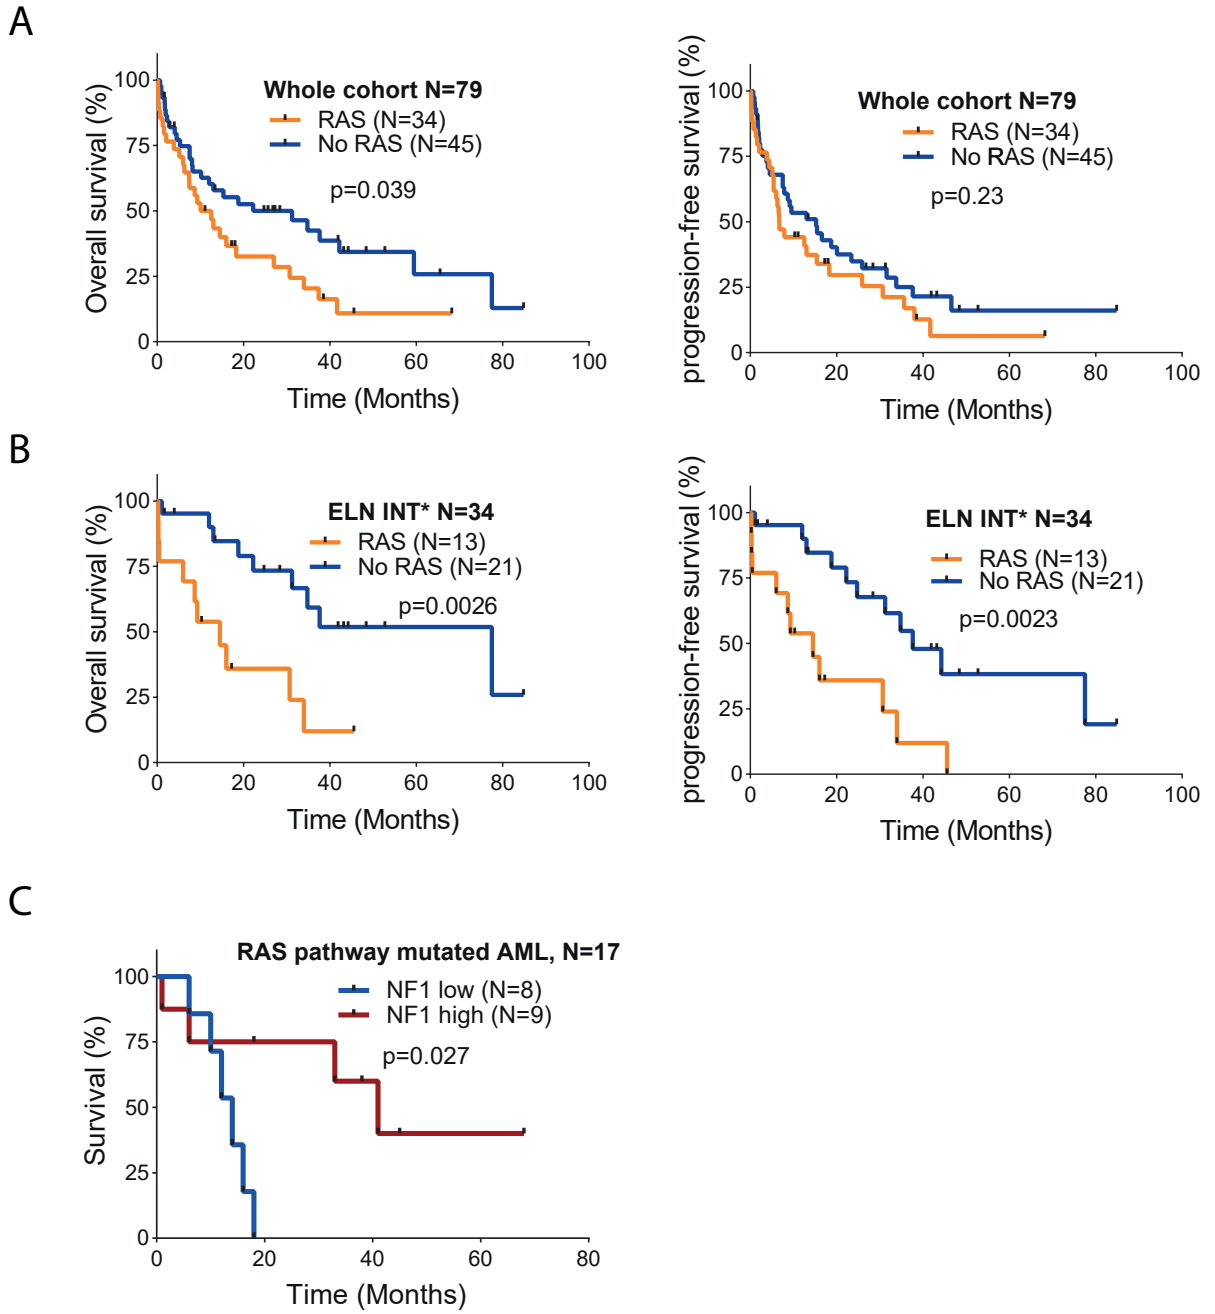 A
Whole cohort N=79
RAS (N=34)
No RAS (N=45)
p=0.039
Overall survival (%)
100
75
50
25
0
0 20 40 60 80 100
Time (Months)
Whole cohort N=79
RAS (N=34)
No RAS (N=45)
p=0.23
progression-free survival (%)
100
75
50
25
0
0 20 40 60 80 100
Time (Months)
B
ELN INT* N=34
RAS (N=13)
No RAS (N=21)
p=0.0026
Overall survival (%)
100
75
50
25
0
0 20 40 60 80 100
Time (Months)
ELN INT* N=34
RAS (N=13)
No RAS (N=21)
p=0.0023
progression-free survival (%)
100
75
50
25
0
0 20 40 60 80 100
Time (Months)
C
RAS pathway mutated AML, N=17
NF1 low (N=8)
NF1 high (N=9)
p=0.027
Survival (%)
100
75
50
25
0
0 20 40 60 80
Time (Months)